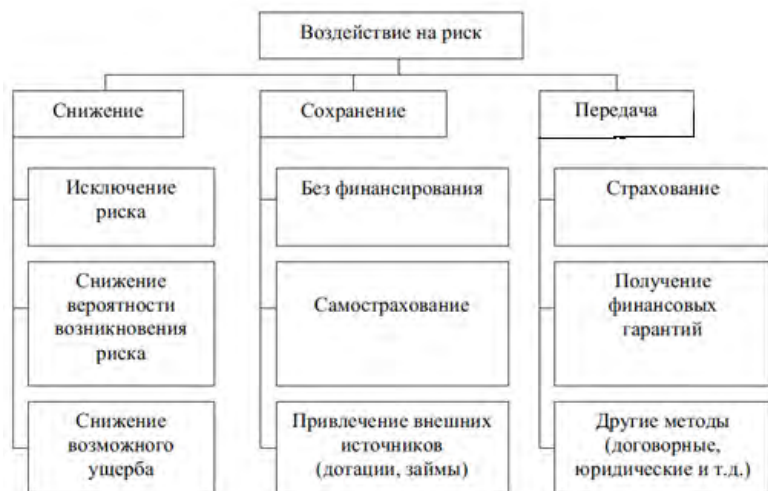 Воздействие на риск
Снижение
Сохранение
Передача
Исключение
риска
Без финансирования
Страхование
Снижение
вероятности
возникновения
риска
Самострахование
Получение
финансовых
гарантий
Снижение
возможного
ущерба
Привлечение внешних
источников
(дотации, займы)
Другие методы
(договорные,
юридические и т.д.)